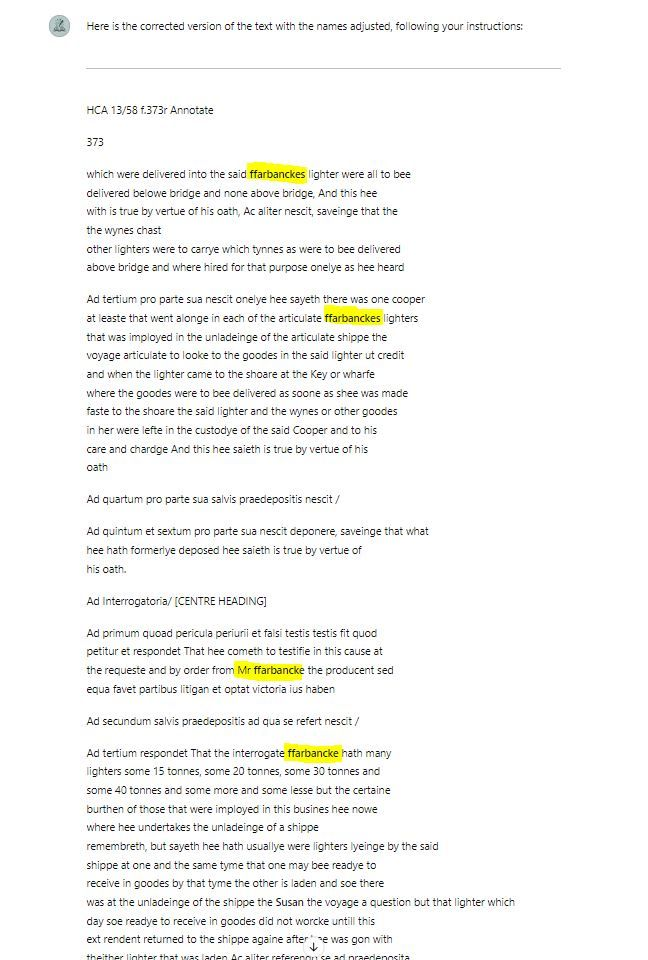 Here is the corrected version of the text with the names adjusted, following your instructions:
HCA 13/58 f.373r Annotate
373
which were delivered into the said ffarbanckes lighter were all to bee
delivered belowe bridge and none above bridge, And this hee
with is true by vertue of his oath, Ac aliter nescit, saveinge that the
the wynes chast
other lighters were to carrye which tynnes as were to bee delivered
above bridge and where hired for that purpose onelye as hee heard
Ad tertium pro parte sua nescit onelye hee sayeth there was one cooper
at leaste that went alonge in each of the articulate ffarbanckes lighters
that was imployed in the unladeinge of the articulate shippe the
voyage articulate to looke to the goodes in the said lighter ut credit
and when the lighter came to the shoare at the Key or wharfe
where the goodes were to bee delivered as soone as shee was made
faste to the shoare the said lighter and the wynes or other goodes
in her were lefte in the custodye of the said Cooper and to his
care and chardge And this hee saieth is true by vertue of his
oath
Ad quartum pro parte sua salvis praedepositis nescit /
Ad quintum et sextum pro parte sua nescit deponere, saveinge that what
hee hath formerlye deposed hee saieth is true by vertue of
his oath.
Ad Interrogatoria/ [CENTRE HEADING]
Ad primum quoad pericula periurii et falsi testis testis fit quod
petitur et respondet That hee cometh to testifie in this cause at
the requeste and by order from Mr ffarbancke the producent sed
equa favet partibus litigan et optat victoria ius haben
Ad secundum salvis praedepositis ad qua se refert nescit /
Ad tertium respondet That the interrogate ffarbancke hath many
lighters some 15 tonnes, some 20 tonnes, some 30 tonnes and
some 40 tonnes and some more and some lesse but the certaine
burthen of those that were imployed in this busines hee nowe
where hee undertakes the unladeinge of a shippe
remembreth, but sayeth hee hath usuallye were lighters lyeinge by the said
shippe at one and the same tyme that one may bee readye to
receive in goodes by that tyme the other is laden and soe there
was at the unladeinge of the shippe the Susan the voyage a question but that lighter which
day soe readye to receive in goodes did not worcke untill this
ext rendent returned to the shippe againe after was gon with
theither lighter that was laden Ac aliter se ad praedeposita